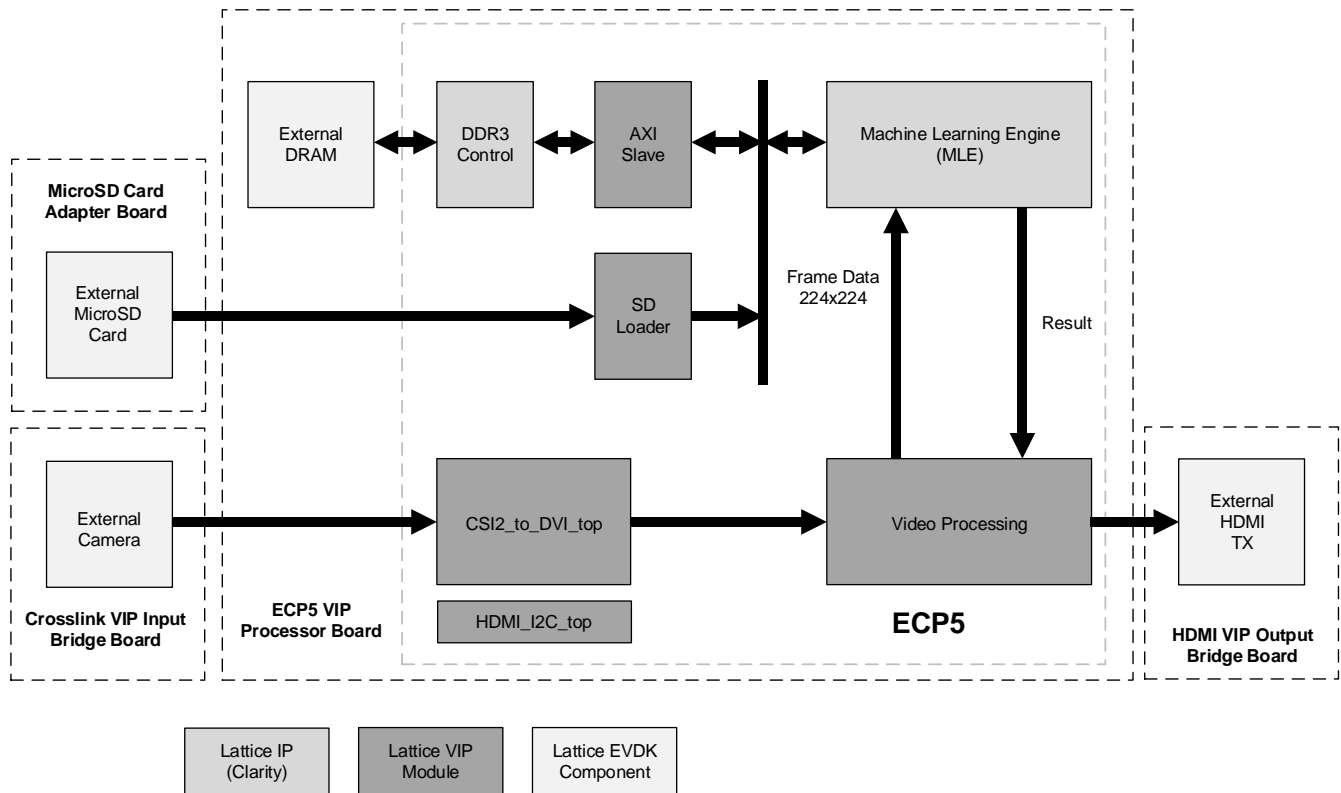 External
DRAM
DDR3
Control
AXI
Slave
Machine Learning Engine
(MLE)
MicroSD Card
Adapter Board
External
MicroSD
Card
SD
Loader
Frame Data
224x224
Result
External
Camera
Crosslink VIP Input
Bridge Board
CSI2_to_DVI_top
HDMI_I2C_top
ECP5 VIP
Processor Board
Video Processing
ECP5
External
HDMI
TX
HDMI VIP Output
Bridge Board
Lattice IP
(Clarity)
Lattice VIP
Module
Lattice EVDK
Component